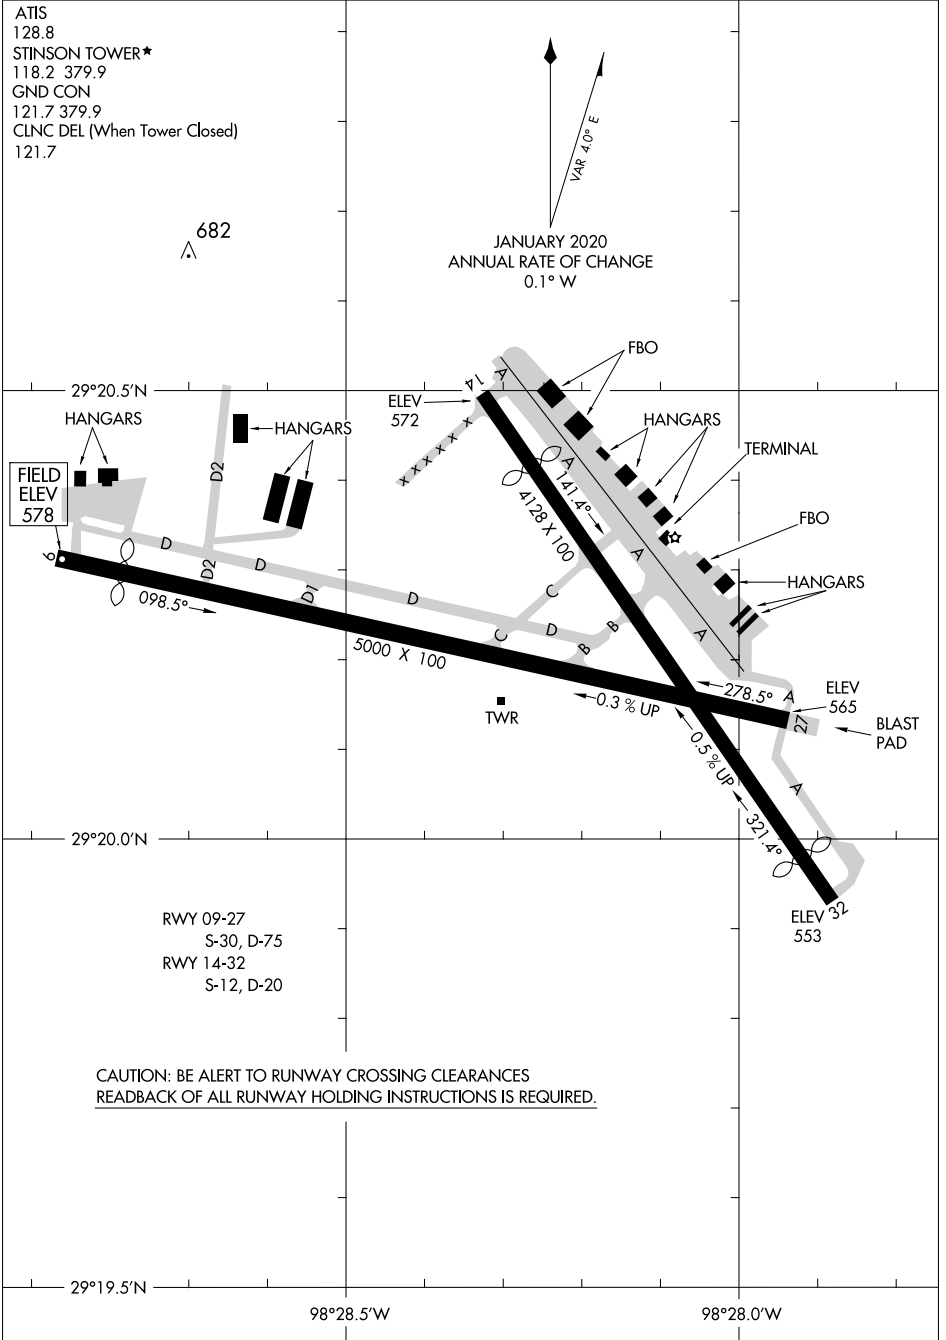 ATIS
128.8
STINSON TOWER★
118.2 379.9
GND CON
121.7 379.9
CLNC DEL (When Tower Closed)
121.7
VAR 4.0° E
JANUARY 2020
ANNUAL RATE OF CHANGE
0.1° W
682
FBO
29°20.5'N
14
A
ELEV
572
HANGARS
HANGARS
HANGARS
TERMINAL
D2
A
141.4°
4128 X 100
x x x x x x
FIELD
ELEV
578
FBO
9
D
D2
D
D1
D
A
HANGARS
098.5°
C
C
D
B
B
A
5000 X 100
278.5°
A
ELEV
565
0.3 % UP
TWR
27
BLAST
PAD
0.5 % UP
A
321.4°
29°20.0'N
32
ELEV
553
RWY 09-27
S-30, D-75
RWY 14-32
S-12, D-20
CAUTION: BE ALERT TO RUNWAY CROSSING CLEARANCES
READBACK OF ALL RUNWAY HOLDING INSTRUCTIONS IS REQUIRED.
29°19.5'N
98°28.5'W
98°28.0'W